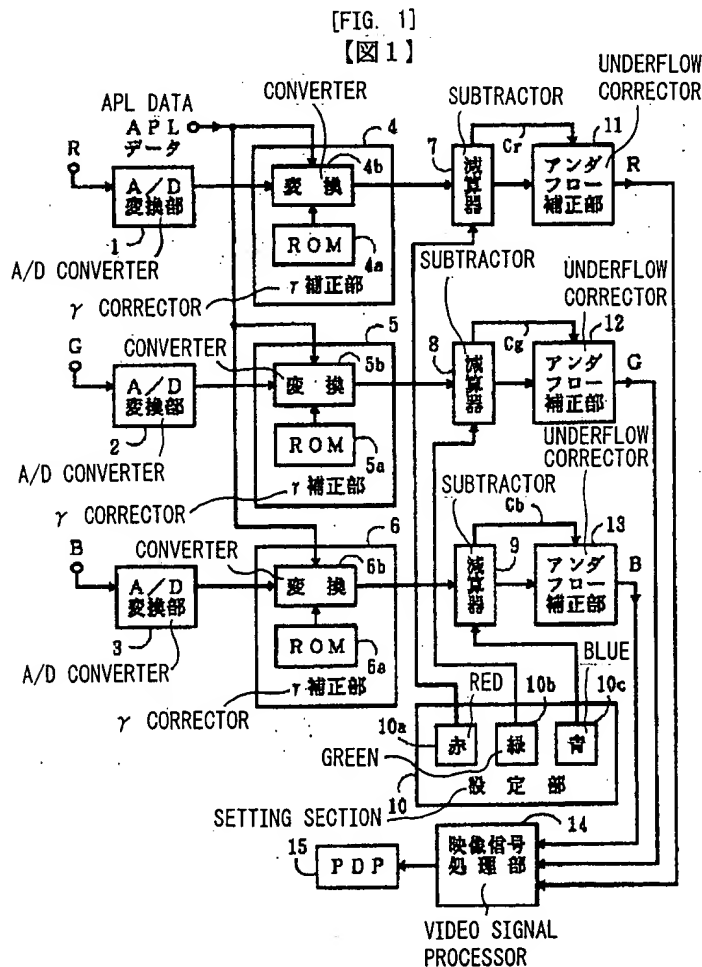 [FIG. 1]
【図1】
UNDERFLOW
CORRECTOR
CONVERTER
SUBTRACTOR
APL DATA
APL
データ
R
4
11
Cr
7
4b
A/D
変換部
変換
減算器
アンダ
フロー
補正部
R
1
ROM
4a
A/D CONVERTER
γ補正部
γ CORRECTOR
SUBTRACTOR
UNDERFLOW
CORRECTOR
5
12
Cg
G
CONVERTER
8
5b
G
A/D
変換部
変換
減算器
アンダ
フロー
補正部
2
ROM
5a
UNDERFLOW
CORRECTOR
A/D CONVERTER
γ補正部
γ CORRECTOR
SUBTRACTOR
6
Cb
13
B
CONVERTER
6b
9
B
A/D
変換部
変換
減算器
アンダ
フロー
補正部
3
ROM
6a
A/D CONVERTER
γ補正部
γ CORRECTOR
BLUE
RED
10b
10c
10a
赤
緑
青
GREEN
10
設定部
SETTING SECTION
14
15
PDP
映像信号
処理部
VIDEO SIGNAL
PROCESSOR